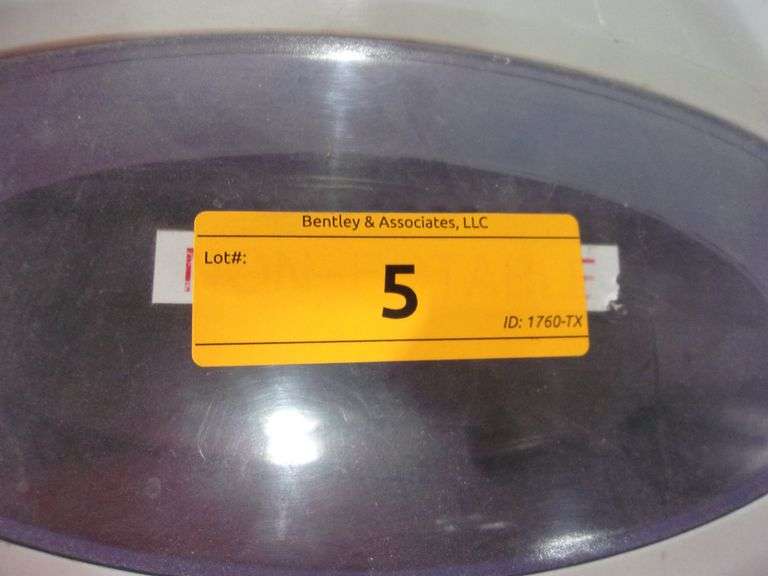 Bentley & Associates, LLC
Lot#:
5
ID: 1760-TX